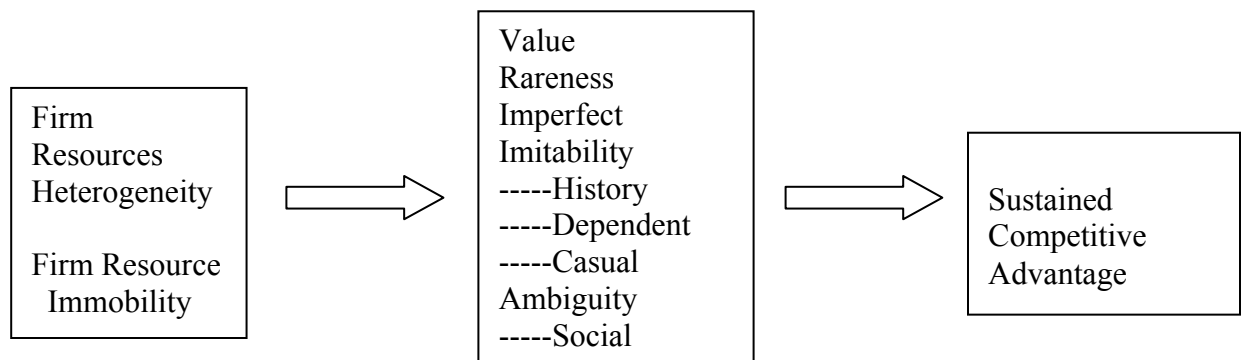 Firm
Resources
Heterogeneity
Firm Resource
Immobility
Value
Rareness
Imperfect
Imitability
-----History
-----Dependent
-----Casual
Ambiguity
-----Social
Sustained
Competitive
Advantage